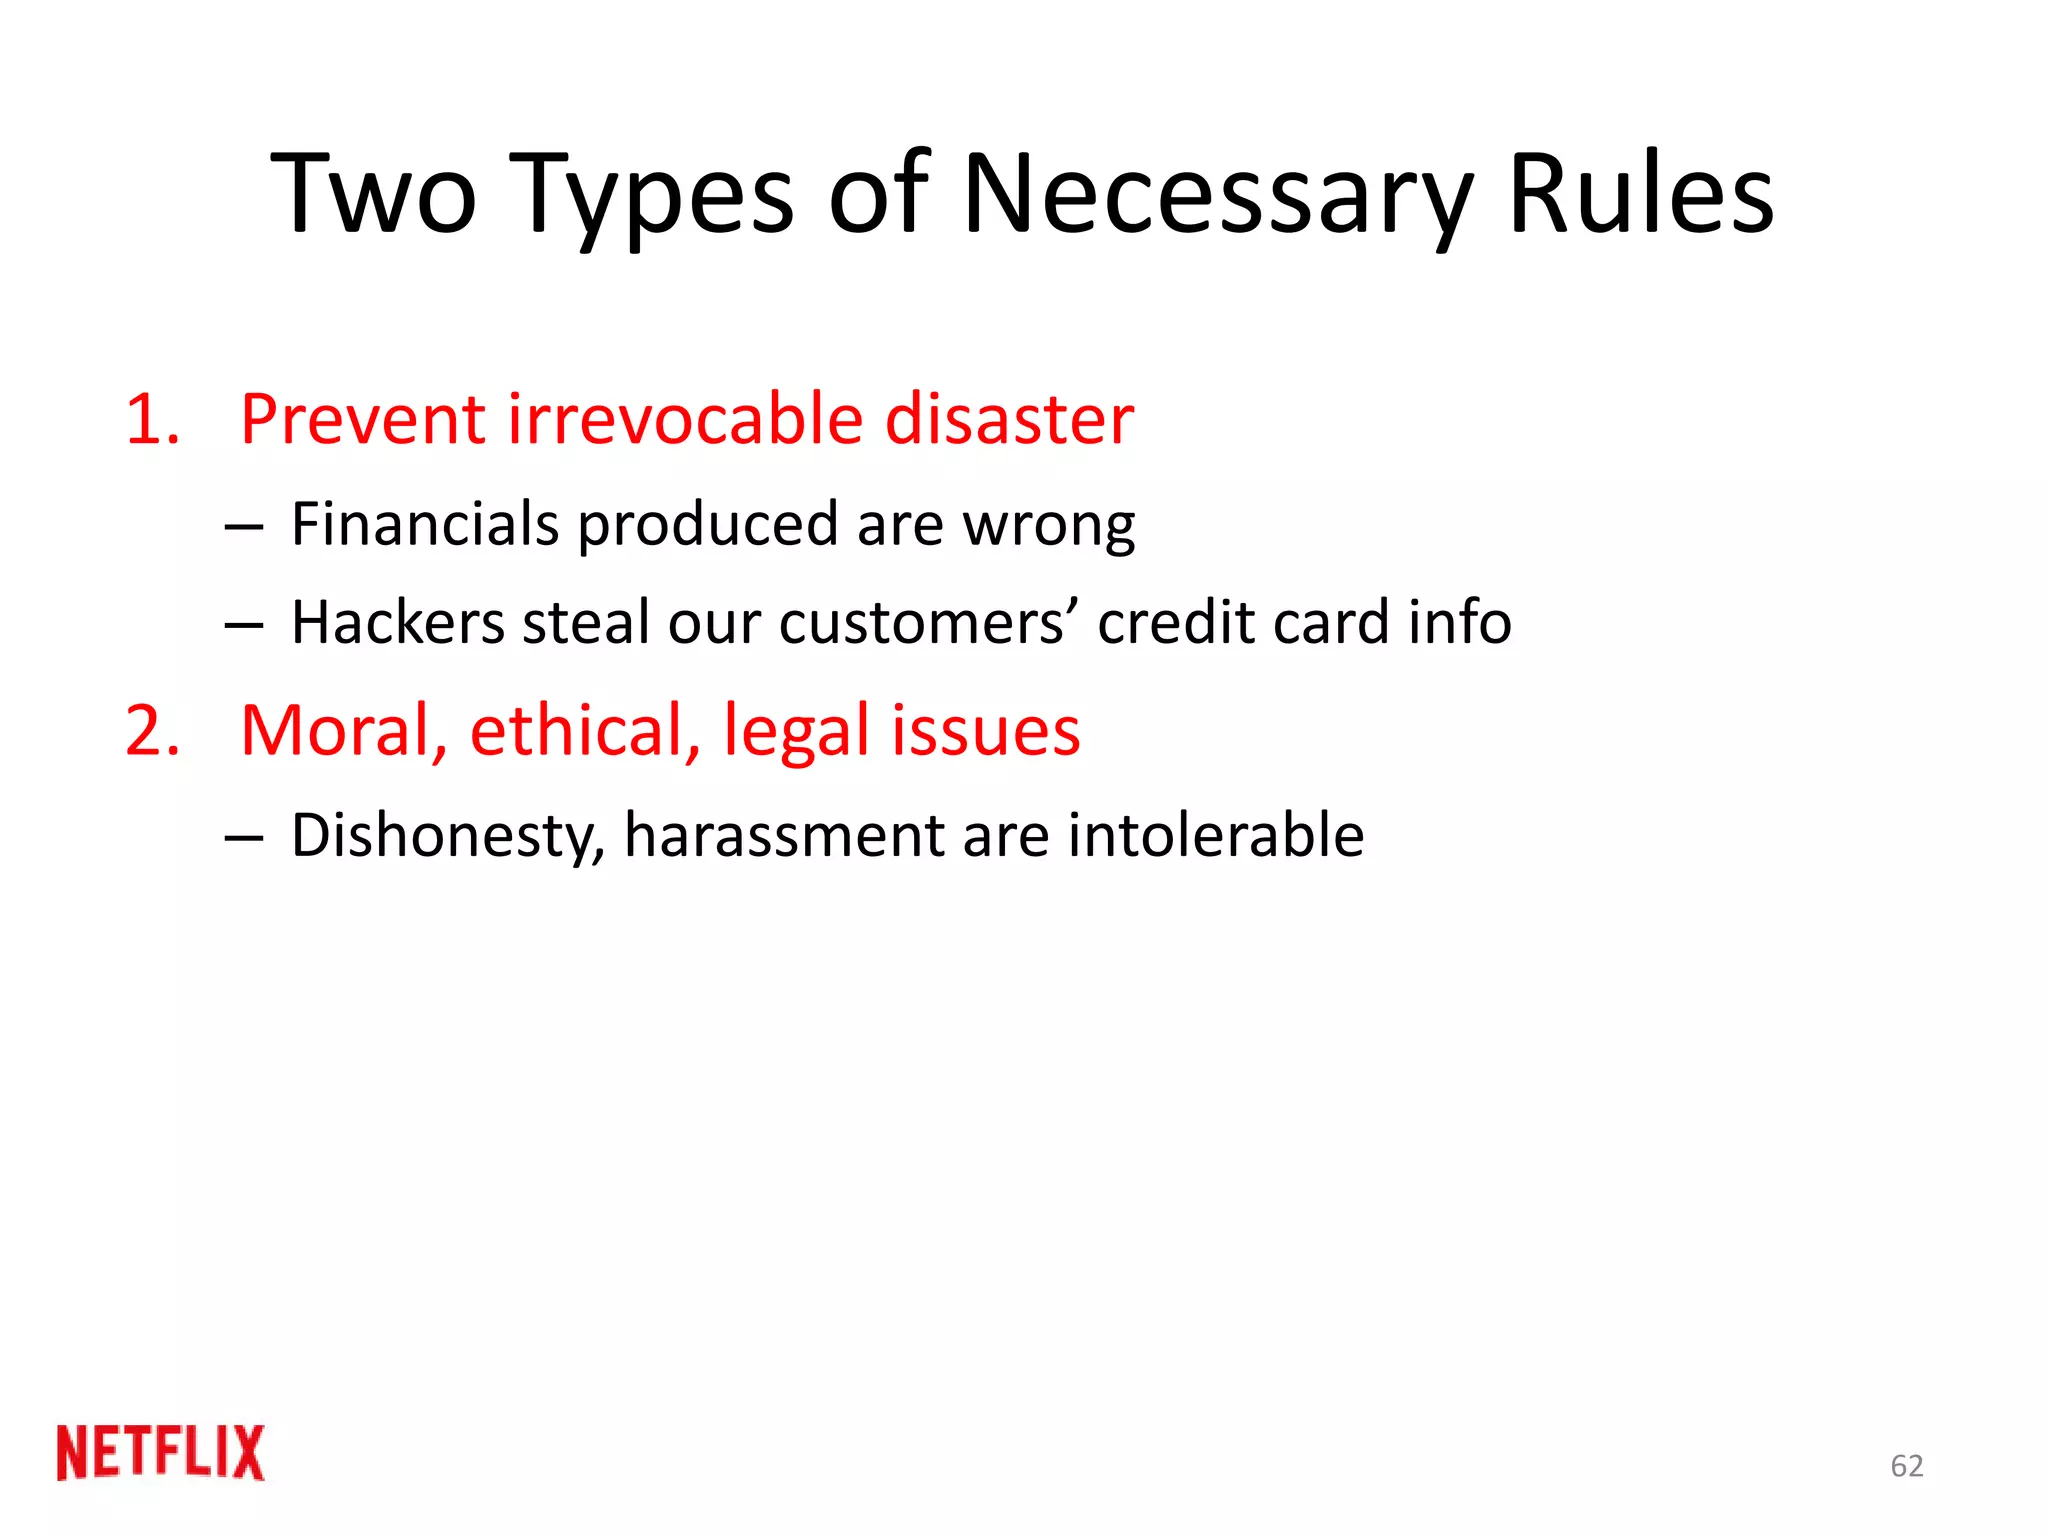 Two Types of Necessary Rules
1. Prevent irrevocable disaster
– Financials produced are wrong
– Hackers steal our customers’ credit card info
2. Moral, ethical, legal issues
– Dishonesty, harassment are intolerable
NETFLIX
62